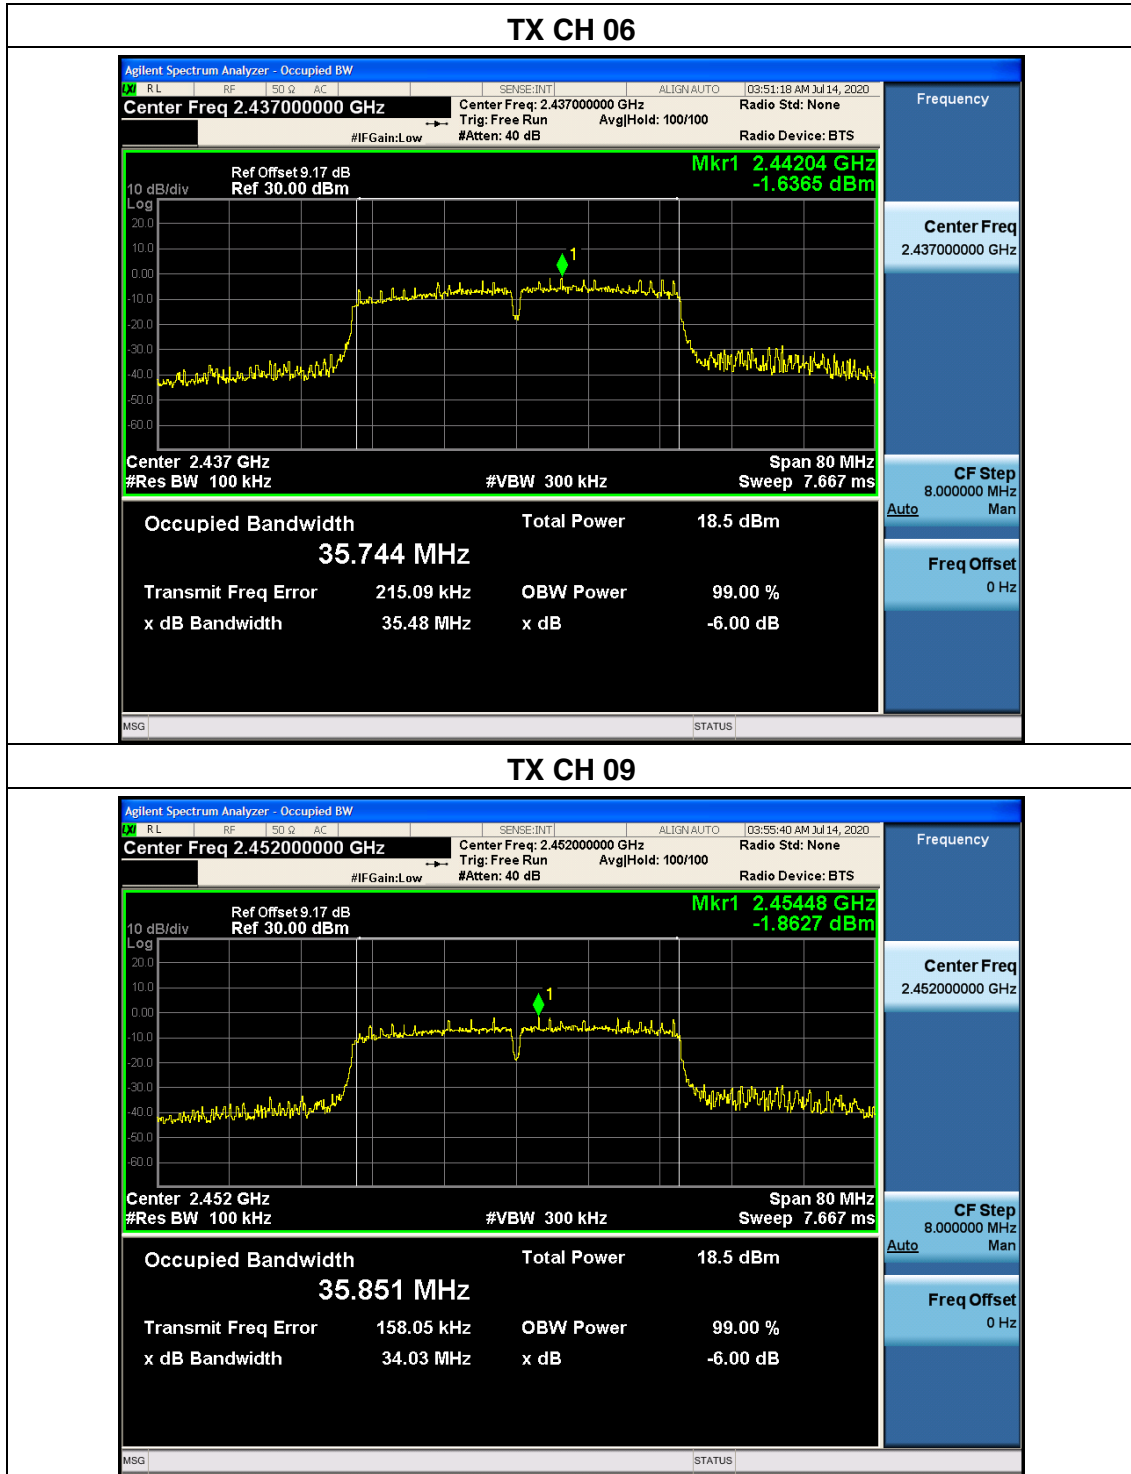 TX CH 06
Agilent Spectrum Analyzer - Occupied BW
LXI RL RF 50 Ω AC SENSE:INT ALIGN AUTO 03:51:18 AM Jul 14, 2020
Center Freq 2.437000000 GHz
Center Freq: 2.437000000 GHz Radio Std: None
Trig: Free Run Avg|Hold: 100/100
#IFGain:Low #Atten: 40 dB Radio Device: BTS
Frequency
Mkr1 2.44204 GHz
-1.6365 dBm
Ref Offset 9.17 dB
10 dB/div Ref 30.00 dBm
Log
20.0
10.0
0.00
-10.0
-20.0
-30.0
-40.0
-50.0
-60.0
1
Center 2.437 GHz Span 80 MHz
#Res BW 100 kHz #VBW 300 kHz Sweep 7.667 ms
Center Freq
2.437000000 GHz
CF Step
8.000000 MHz
Auto Man
Freq Offset
0 Hz
Occupied Bandwidth Total Power 18.5 dBm
35.744 MHz
Transmit Freq Error 215.09 kHz OBW Power 99.00 %
x dB Bandwidth 35.48 MHz x dB -6.00 dB
MSG STATUS
TX CH 09
Agilent Spectrum Analyzer - Occupied BW
LXI RL RF 50 Ω AC SENSE:INT ALIGN AUTO 03:55:40 AM Jul 14, 2020
Center Freq 2.452000000 GHz
Center Freq: 2.452000000 GHz Radio Std: None
Trig: Free Run Avg|Hold: 100/100
#IFGain:Low #Atten: 40 dB Radio Device: BTS
Frequency
Mkr1 2.45448 GHz
-1.8627 dBm
Ref Offset 9.17 dB
10 dB/div Ref 30.00 dBm
Log
20.0
10.0
0.00
-10.0
-20.0
-30.0
-40.0
-50.0
-60.0
1
Center 2.452 GHz Span 80 MHz
#Res BW 100 kHz #VBW 300 kHz Sweep 7.667 ms
Center Freq
2.452000000 GHz
CF Step
8.000000 MHz
Auto Man
Freq Offset
0 Hz
Occupied Bandwidth Total Power 18.5 dBm
35.851 MHz
Transmit Freq Error 158.05 kHz OBW Power 99.00 %
x dB Bandwidth 34.03 MHz x dB -6.00 dB
MSG STATUS